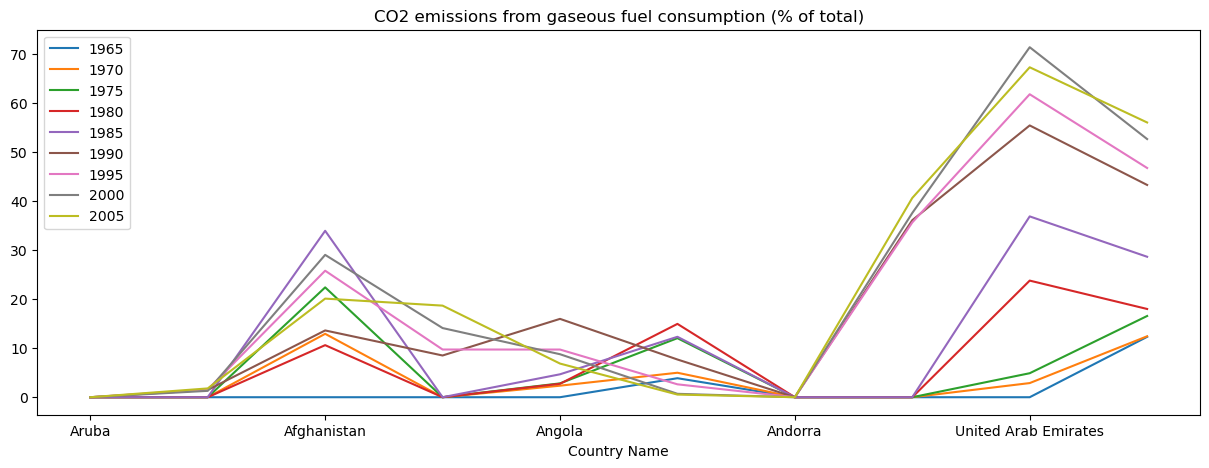 CO2 emissions from gaseous fuel consumption (% of total)
1965
1970
1975
1980
1985
1990
1995
2000
2005
70
60
50
40
30
20
10
0
Aruba
Afghanistan
Angola
Andorra
United Arab Emirates
Country Name